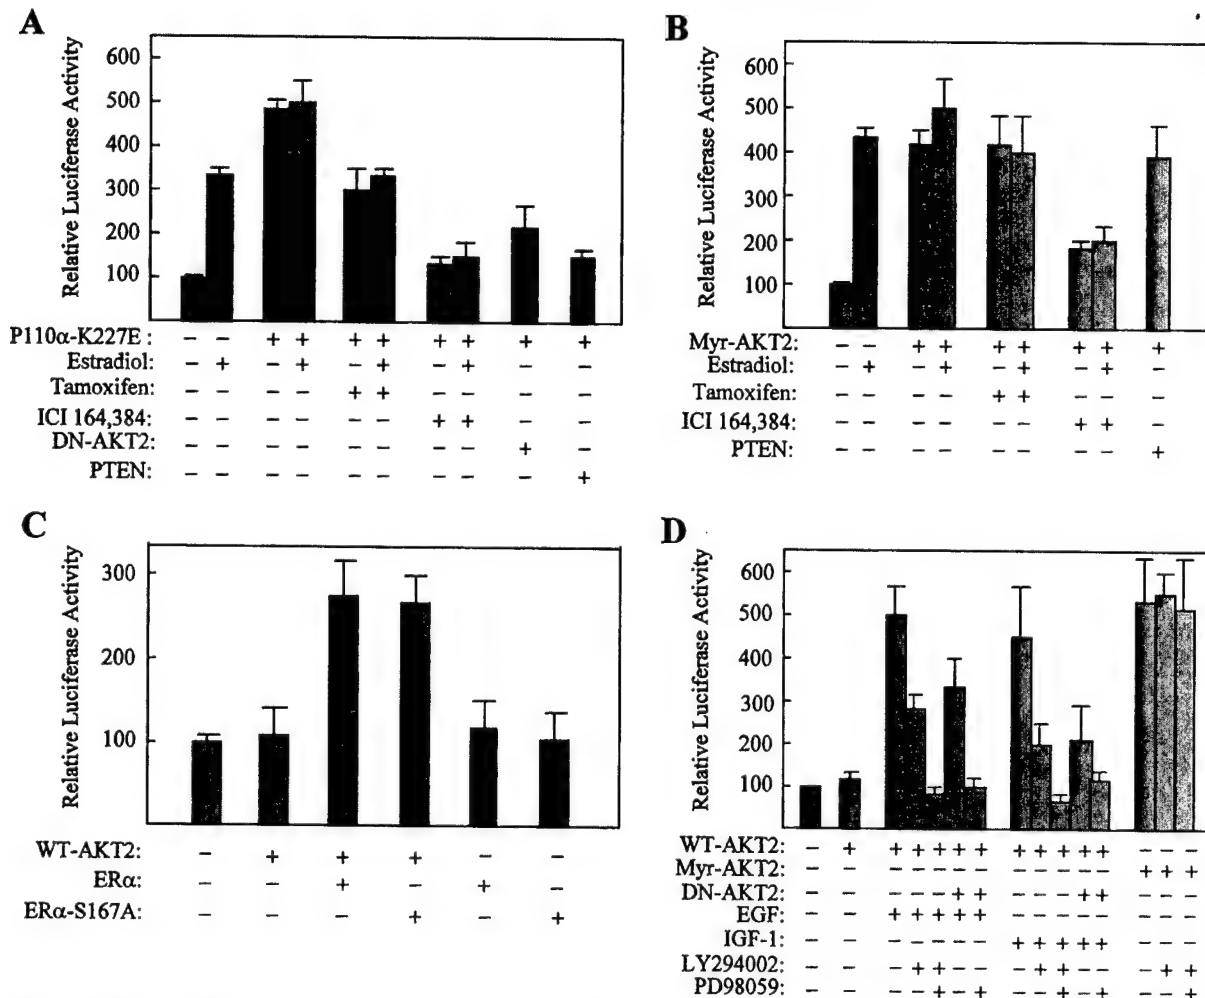 A
Relative Luciferase Activity
600
500
400
300
200
100
P110α-K227E : – – + + + + + + + +
Estradiol: – + – + – + – + – –
Tamoxifen: – – – – + + – – – –
ICI 164,384: – – – – – – + + – –
DN-AKT2: – – – – – – – – + –
PTEN: – – – – – – – – – +
B
Relative Luciferase Activity
600
500
400
300
200
100
Myr-AKT2: – – + + + + + + +
Estradiol: – + – + – + – + –
Tamoxifen: – – – – + + – – –
ICI 164,384: – – – – – – + + –
PTEN: – – – – – – – – +
C
Relative Luciferase Activity
300
200
100
WT-AKT2: – + + + – –
ERα: – – + – + –
ERα-S167A: – – – + – +
D
Relative Luciferase Activity
600
500
400
300
200
100
WT-AKT2: – + + + + + + + + + + + – – –
Myr-AKT2: – – – – – – – – – – – – + + +
DN-AKT2: – – – – – + + – – – + + – – –
EGF: – – + + + + + – – – – – – – –
IGF-1: – – – – – – – + + + + + – – –
LY294002: – – – + + – – – + + – – – + –
PD98059: – – – – + – + – – + – + – – +